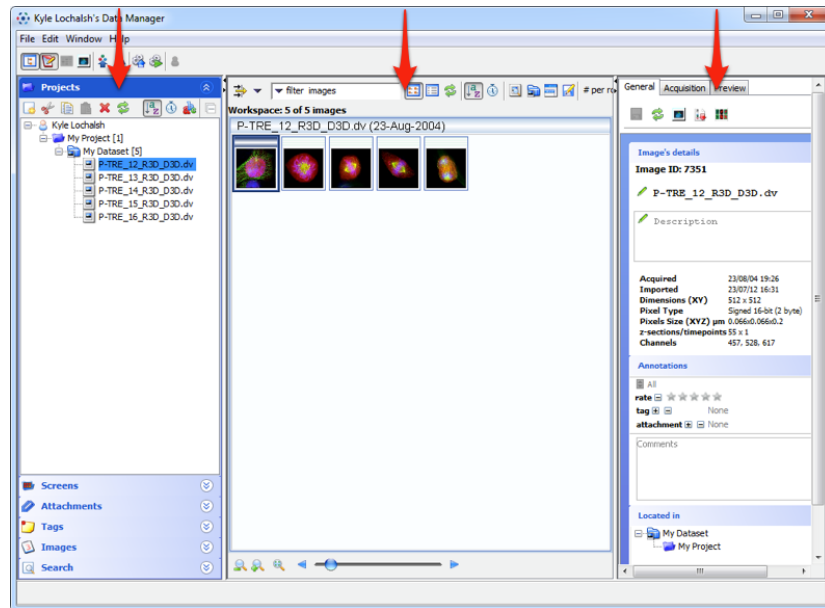 Kyle Lochalsh's Data Manager
File Edit Window Help
Projects
Kyle Lochalsh
My Project [1]
My Dataset [5]
P-TRE_12_R3D_D3D.dv
P-TRE_13_R3D_D3D.dv
P-TRE_14_R3D_D3D.dv
P-TRE_15_R3D_D3D.dv
P-TRE_16_R3D_D3D.dv
Screens
Attachments
Tags
Images
Search
filter images
# per ro
Workspace: 5 of 5 images
P-TRE_12_R3D_D3D.dv (23-Aug-2004)
General Acquisition Preview
Image's details
Image ID: 7351
P-TRE_12_R3D_D3D.dv
Description
Acquired 23/08/04 19:26
Imported 23/07/12 16:31
Dimensions (XY) 512 x 512
Pixel Type Signed 16-bit (2 byte)
Pixels Size (XYZ) µm 0.066x0.066x0.2
z-sections/timepoints 55 x 1
Channels 457, 528, 617
Annotations
All
rate
tag None
attachment None
Comments
Located in
My Dataset
My Project